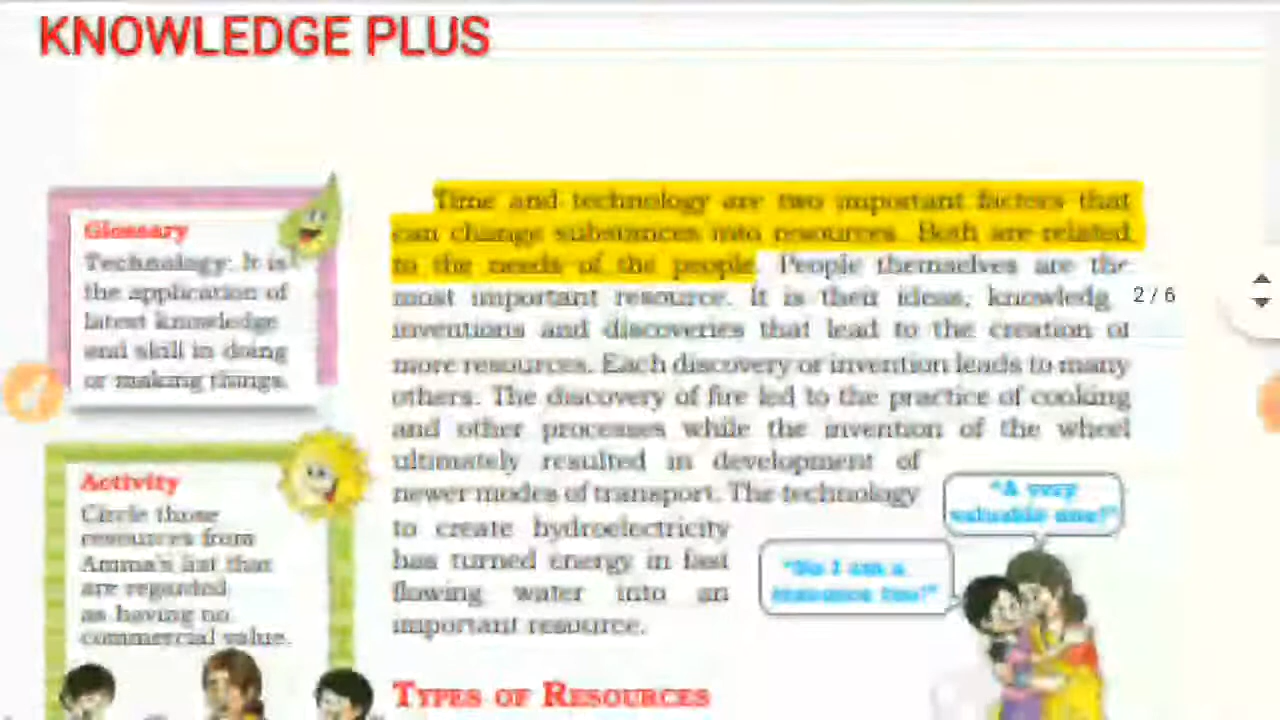 KNOWLEDGE PLUS
Glossary
Technology: It is
the application of
latest knowledge
and skill in doing
or making things.
Activity
Circle those
resources from
Amma's list that
are regarded
as having no
commercial value.
Time and technology are two important factors that
can change substances into resources. Both are related
to the needs of the people. People themselves are the
most important resource. It is their ideas, knowledg
inventions and discoveries that lead to the creation of
more resources. Each discovery or invention leads to many
others. The discovery of fire led to the practice of cooking
and other processes while the invention of the wheel
ultimately resulted in development of
newer modes of transport. The technology
to create hydroelectricity
has turned energy in fast
flowing water into an
important resource.
2 / 6
"A very
valuable one!"
"So I am a
resource too!"
TYPES OF RESOURCES